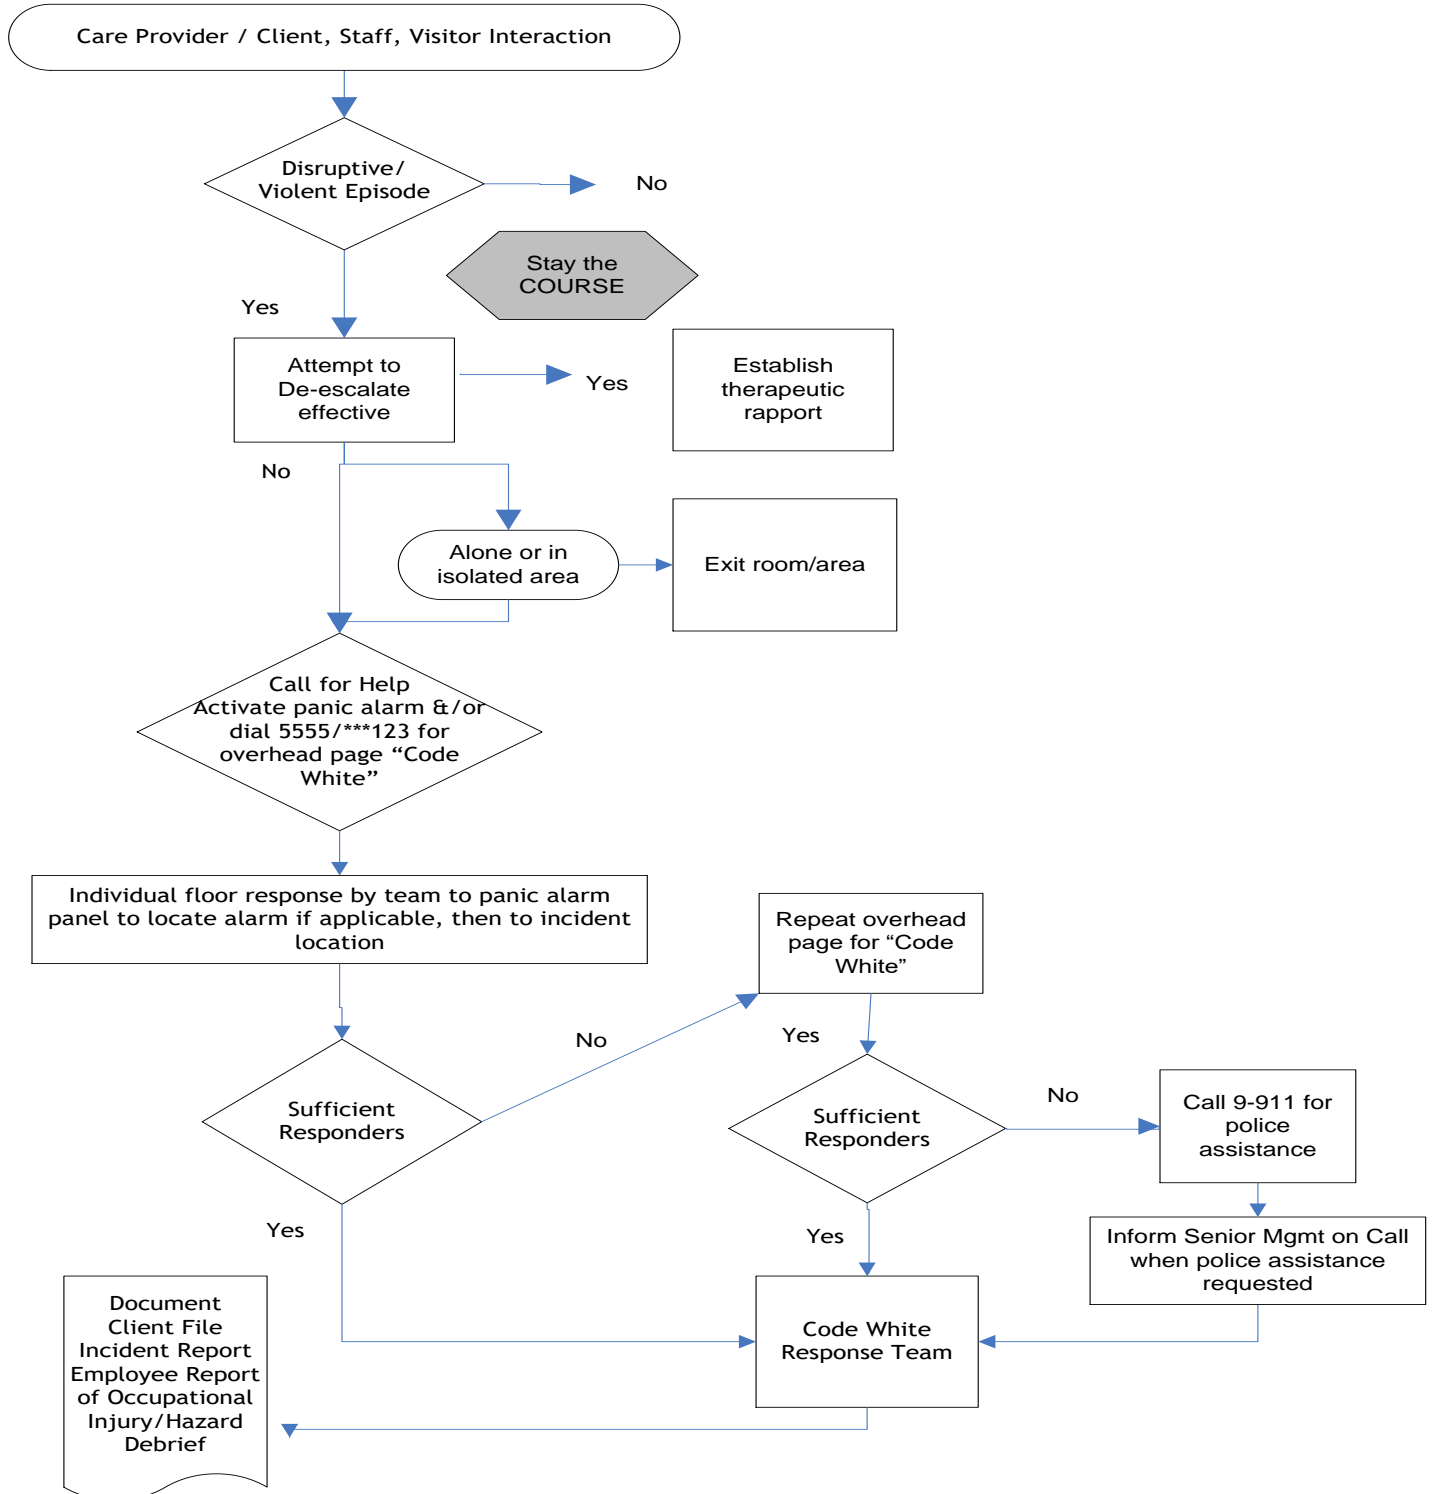 Care Provider / Client, Staff, Visitor Interaction
Disruptive/
Violent Episode
No
Stay the
COURSE
Yes
Attempt to
De-escalate
effective
Yes
Establish
therapeutic
rapport
No
Alone or in
isolated area
Exit room/area
Call for Help
Activate panic alarm &/or
dial 5555/***123 for
overhead page “Code
White”
Individual floor response by team to panic alarm
panel to locate alarm if applicable, then to incident
location
Repeat overhead
page for “Code
White”
No
Yes
Sufficient
Responders
Sufficient
Responders
No
Call 9-911 for
police
assistance
Yes
Yes
Inform Senior Mgmt on Call
when police assistance
requested
Code White
Response Team
Document
Client File
Incident Report
Employee Report
of Occupational
Injury/Hazard
Debrief